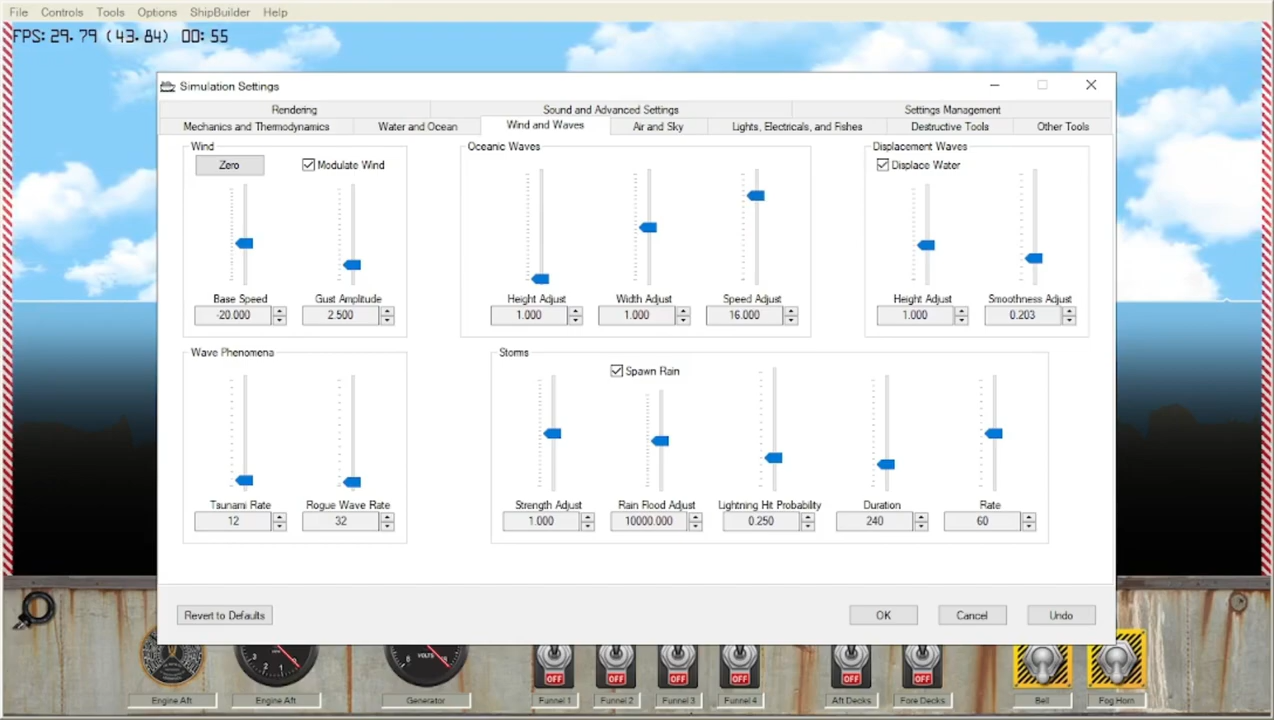 File Controls Tools Options ShipBuilder Help
FPS: 29.79 (43.84) 00:55
Simulation Settings
Rendering Sound and Advanced Settings Settings Management
Mechanics and Thermodynamics Water and Ocean Wind and Waves Air and Sky Lights, Electricals, and Fishes Destructive Tools Other Tools
Wind Oceanic Waves Displacement Waves
Zero Modulate Wind Displace Water
Base Speed Gust Amplitude Height Adjust Width Adjust Speed Adjust Height Adjust Smoothness Adjust
-20.000 2.500 1.000 1.000 16.000 1.000 0.203
Wave Phenomena Storms
Spawn Rain
Tsunami Rate Rogue Wave Rate Strength Adjust Rain Flood Adjust Lightning Hit Probability Duration Rate
12 32 1.000 10000.000 0.250 240 60
Revert to Defaults OK Cancel Undo
VOLTS
OFF OFF OFF OFF OFF OFF
Engine Aft Engine Aft Generator Funnel 1 Funnel 2 Funnel 3 Funnel 4 Aft Decks Fore Decks Bell Fog Horn